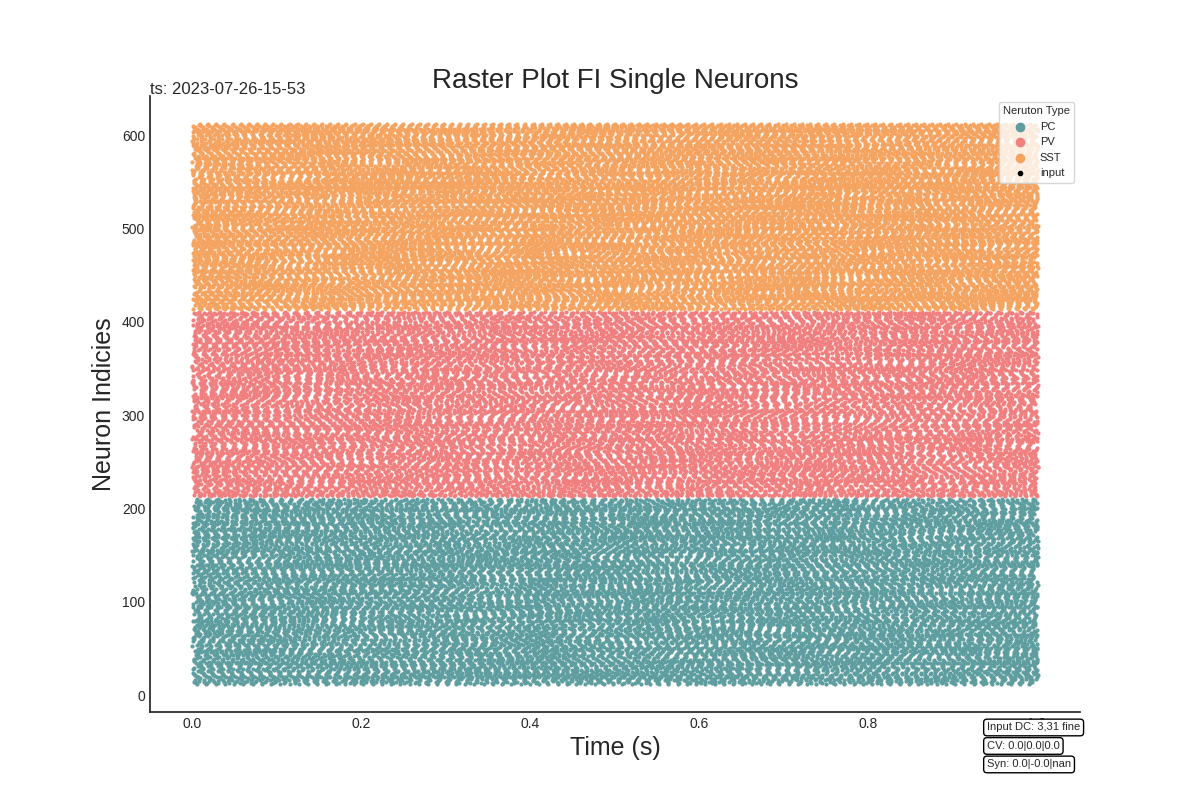 Raster Plot FI Single Neurons
ts: 2023-07-26-15-53
Neruton Type
PC
PV
SST
input
600
500
400
300
200
100
0
Neuron Indicies
0.0 0.2 0.4 0.6 0.8
Time (s)
Input DC: 3,31 fine
CV: 0.0|0.0|0.0
Syn: 0.0|-0.0|nan